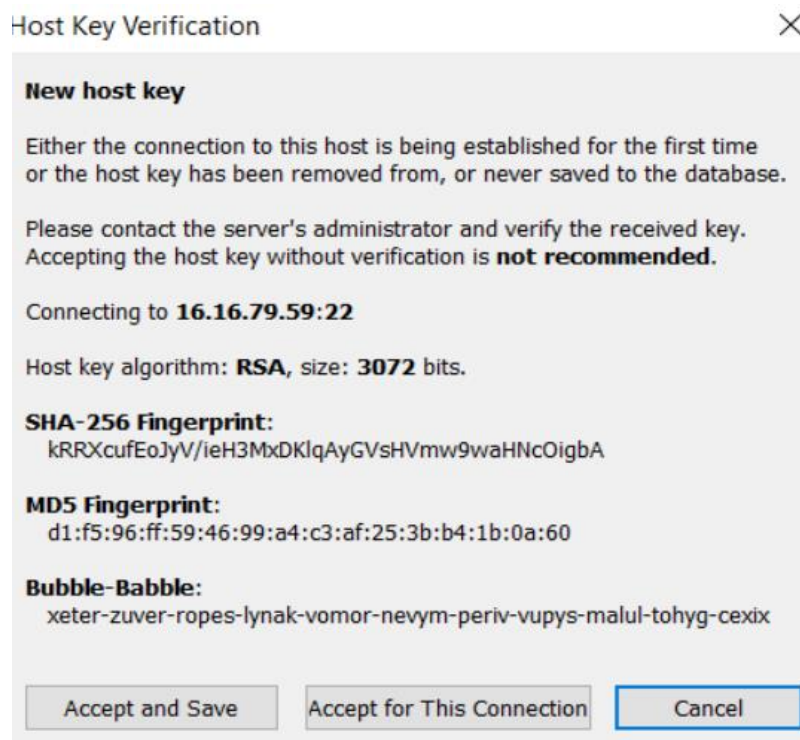 Host Key Verification
New host key
Either the connection to this host is being established for the first time
or the host key has been removed from, or never saved to the database.
Please contact the server's administrator and verify the received key.
Accepting the host key without verification is not recommended.
Connecting to 16.16.79.59:22
Host key algorithm: RSA, size: 3072 bits.
SHA-256 Fingerprint:
kRRXcufEoJyV/ieH3MxDKlqAyGVsHVmw9waHNcOigbA
MD5 Fingerprint:
d1:f5:96:ff:59:46:99:a4:c3:af:25:3b:b4:1b:0a:60
Bubble-Babble:
xeter-zuver-ropes-lynak-vomor-nevym-periv-vupys-malul-tohyg-cexix
Accept and Save
Accept for This Connection
Cancel